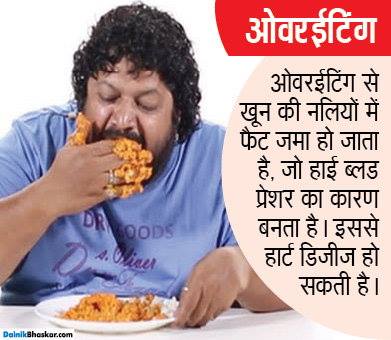 ओवरईटिंग
ओवरईटिंग से
खून की नलियों में
फैट जमा हो जाता
है, जो हाई ब्लड
प्रेशर का कारण
बनता है। इससे
हार्ट डिजीज हो
सकती है।
DainikBhaskar.com